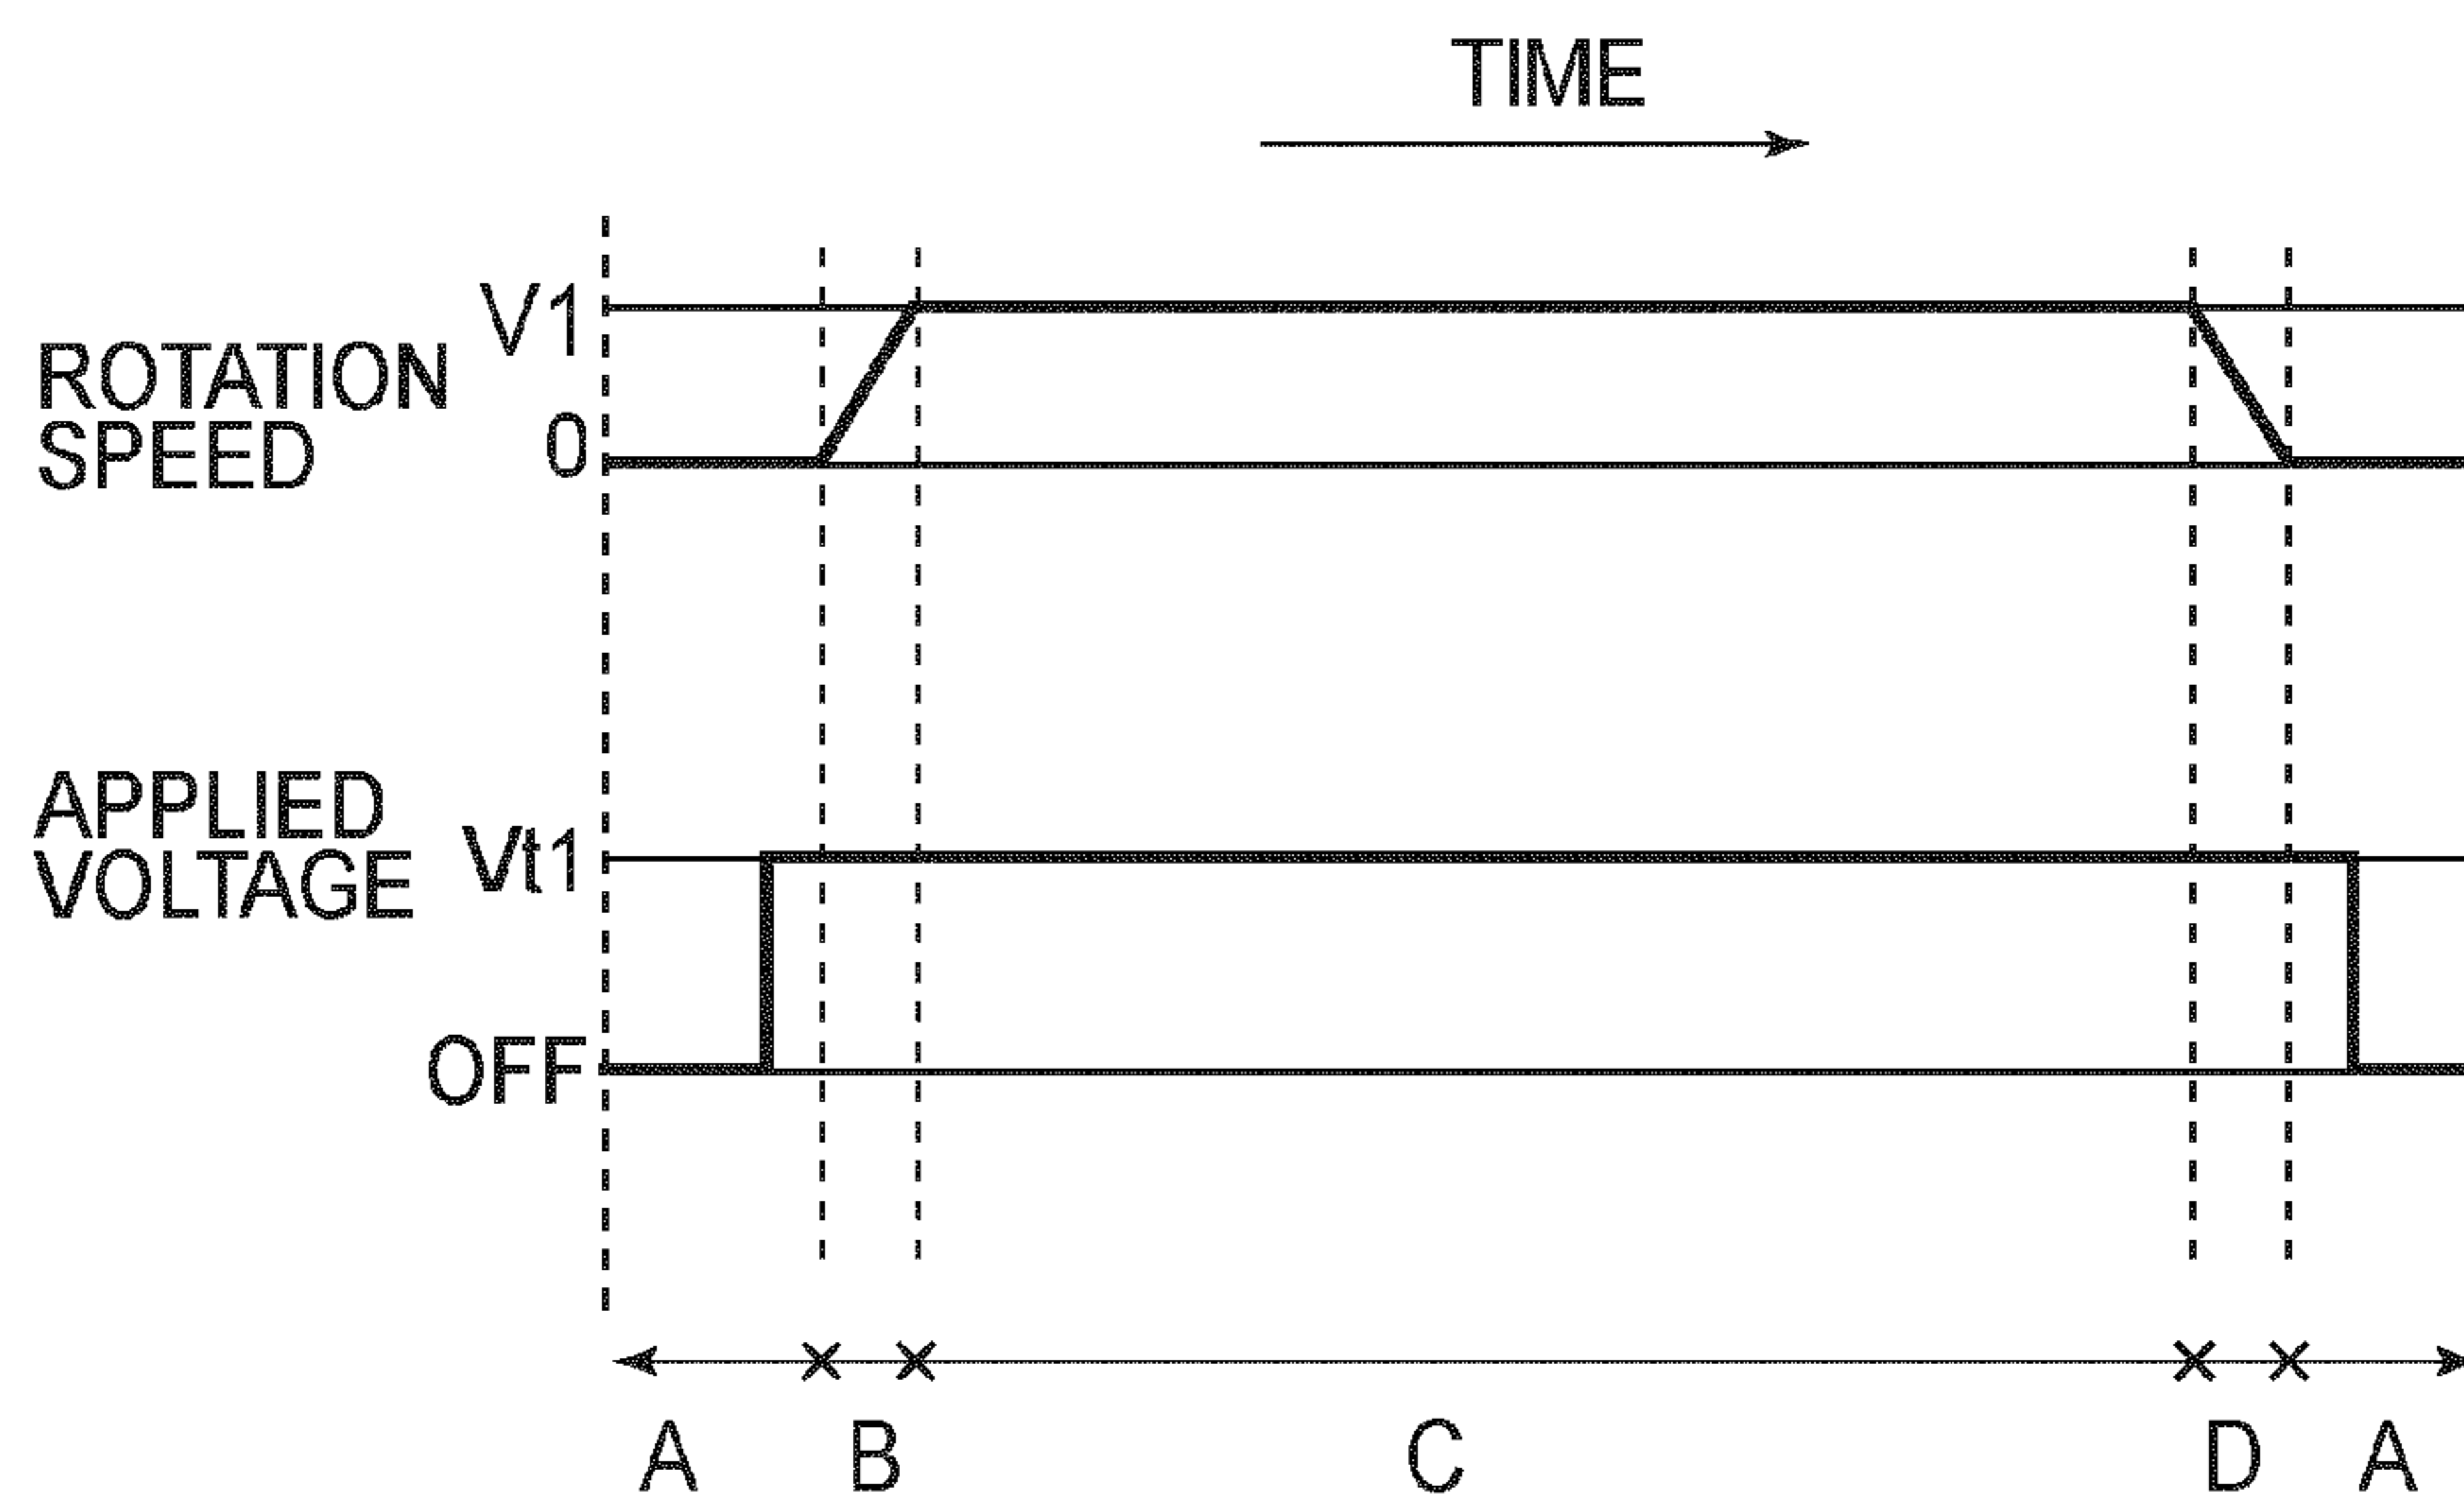 TIME
V1
ROTATION
SPEED
0
APPLIED
VOLTAGE
Vt1
OFF
A B C D A